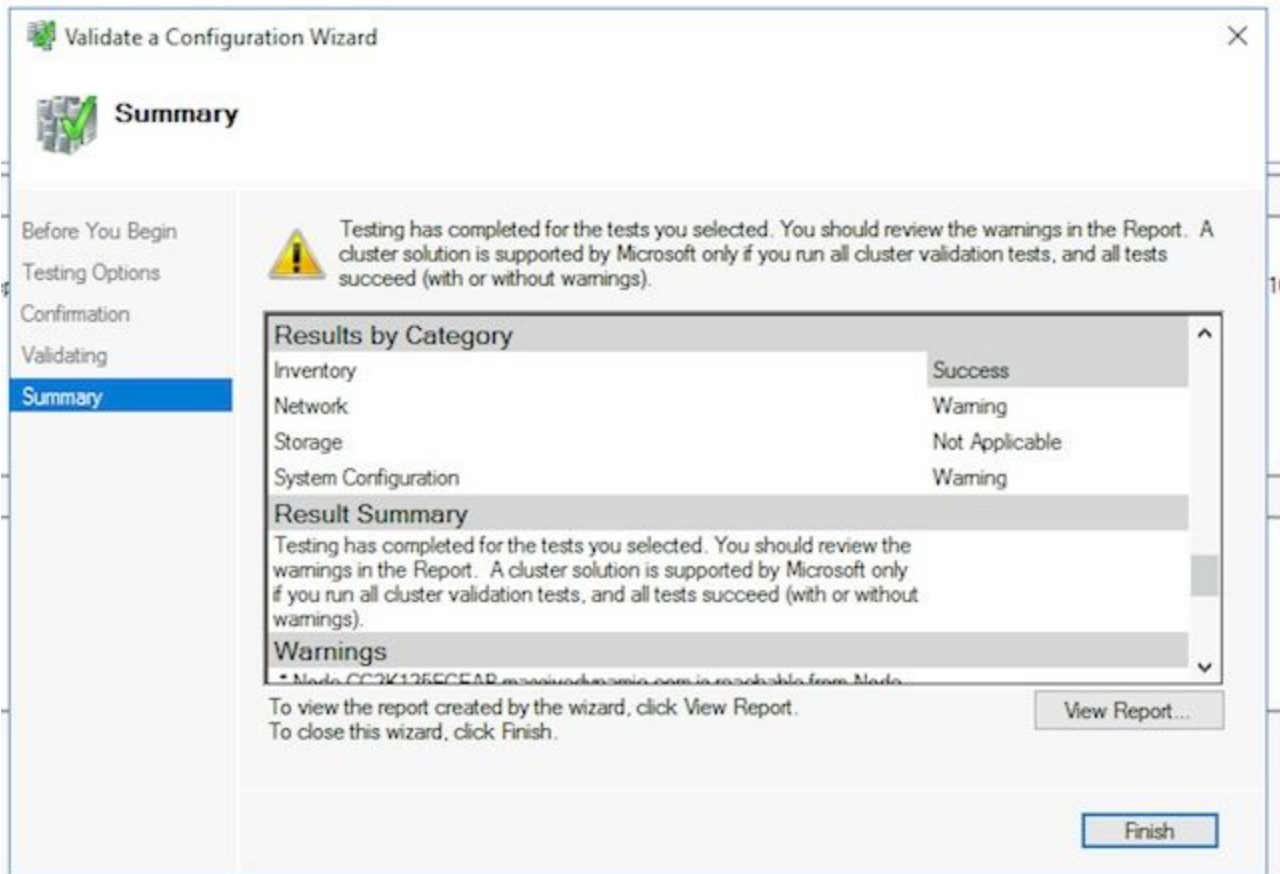 Validate a Configuration Wizard
Summary
Before You Begin
Testing Options
Confirmation
Validating
Summary
Testing has completed for the tests you selected. You should review the warnings in the Report. A
cluster solution is supported by Microsoft only if you run all cluster validation tests, and all tests
succeed (with or without warnings).
Results by Category
Inventory Success
Network Warning
Storage Not Applicable
System Configuration Warning
Result Summary
Testing has completed for the tests you selected. You should review the
warnings in the Report. A cluster solution is supported by Microsoft only
if you run all cluster validation tests, and all tests succeed (with or without
warnings).
Warnings
* Node is reachable from Node
To view the report created by the wizard, click View Report.
To close this wizard, click Finish.
View Report...
Finish